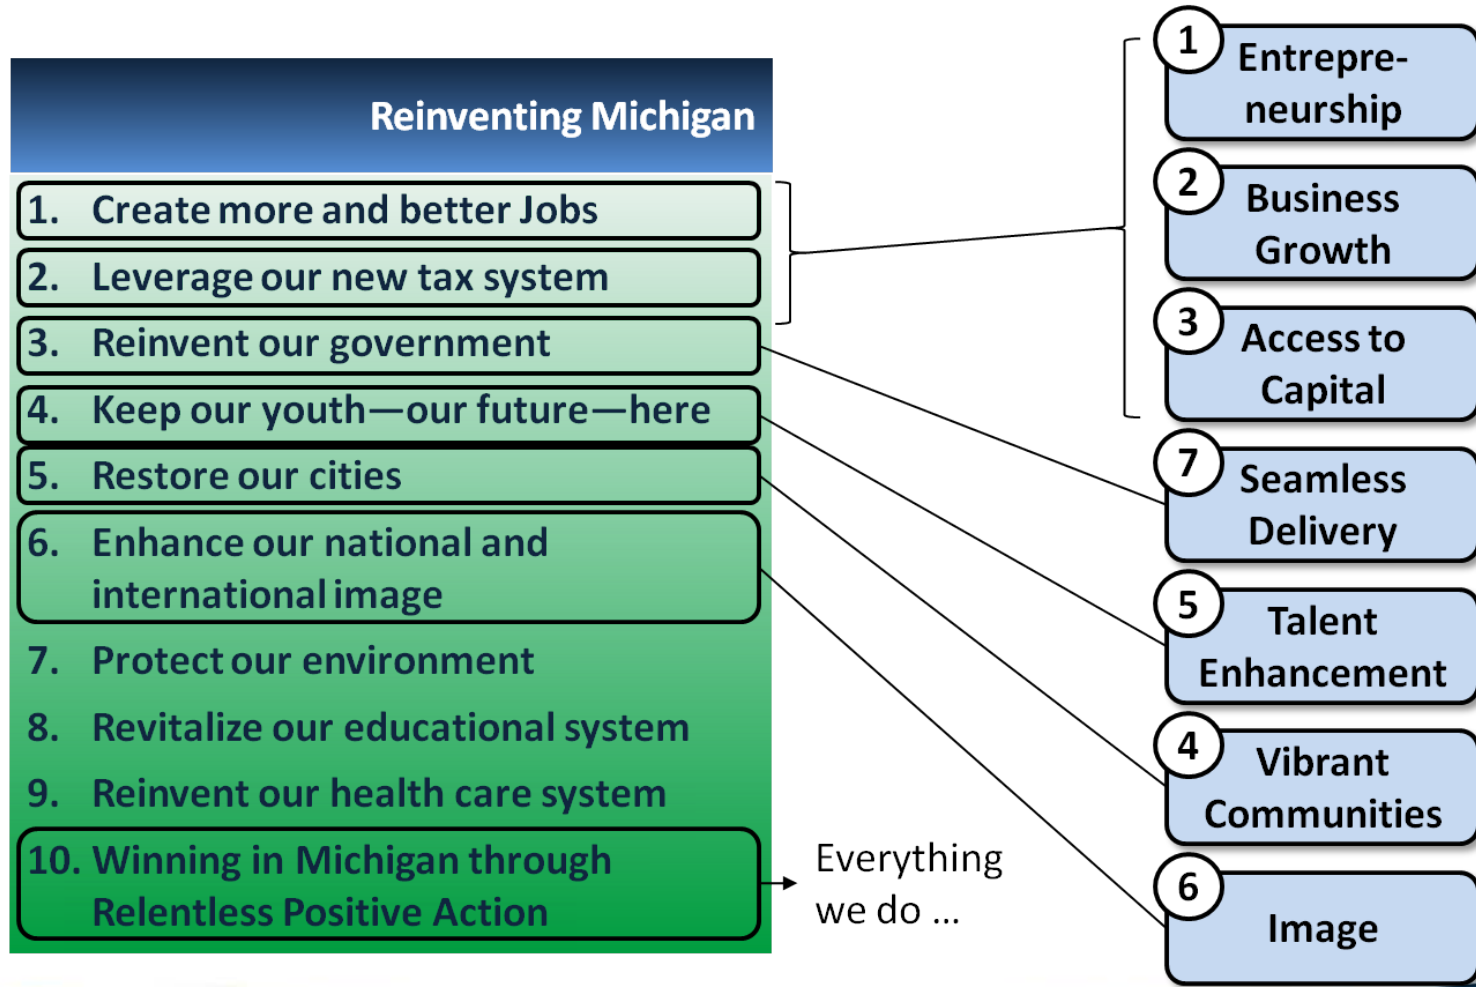 Reinventing Michigan
1. Create more and better Jobs
2. Leverage our new tax system
3. Reinvent our government
4. Keep our youth—our future—here
5. Restore our cities
6. Enhance our national and
international image
7. Protect our environment
8. Revitalize our educational system
9. Reinvent our health care system
10. Winning in Michigan through
Relentless Positive Action
Everything
we do ...
1
Entrepre-
neurship
2
Business
Growth
3
Access to
Capital
7
Seamless
Delivery
5
Talent
Enhancement
4
Vibrant
Communities
6
Image